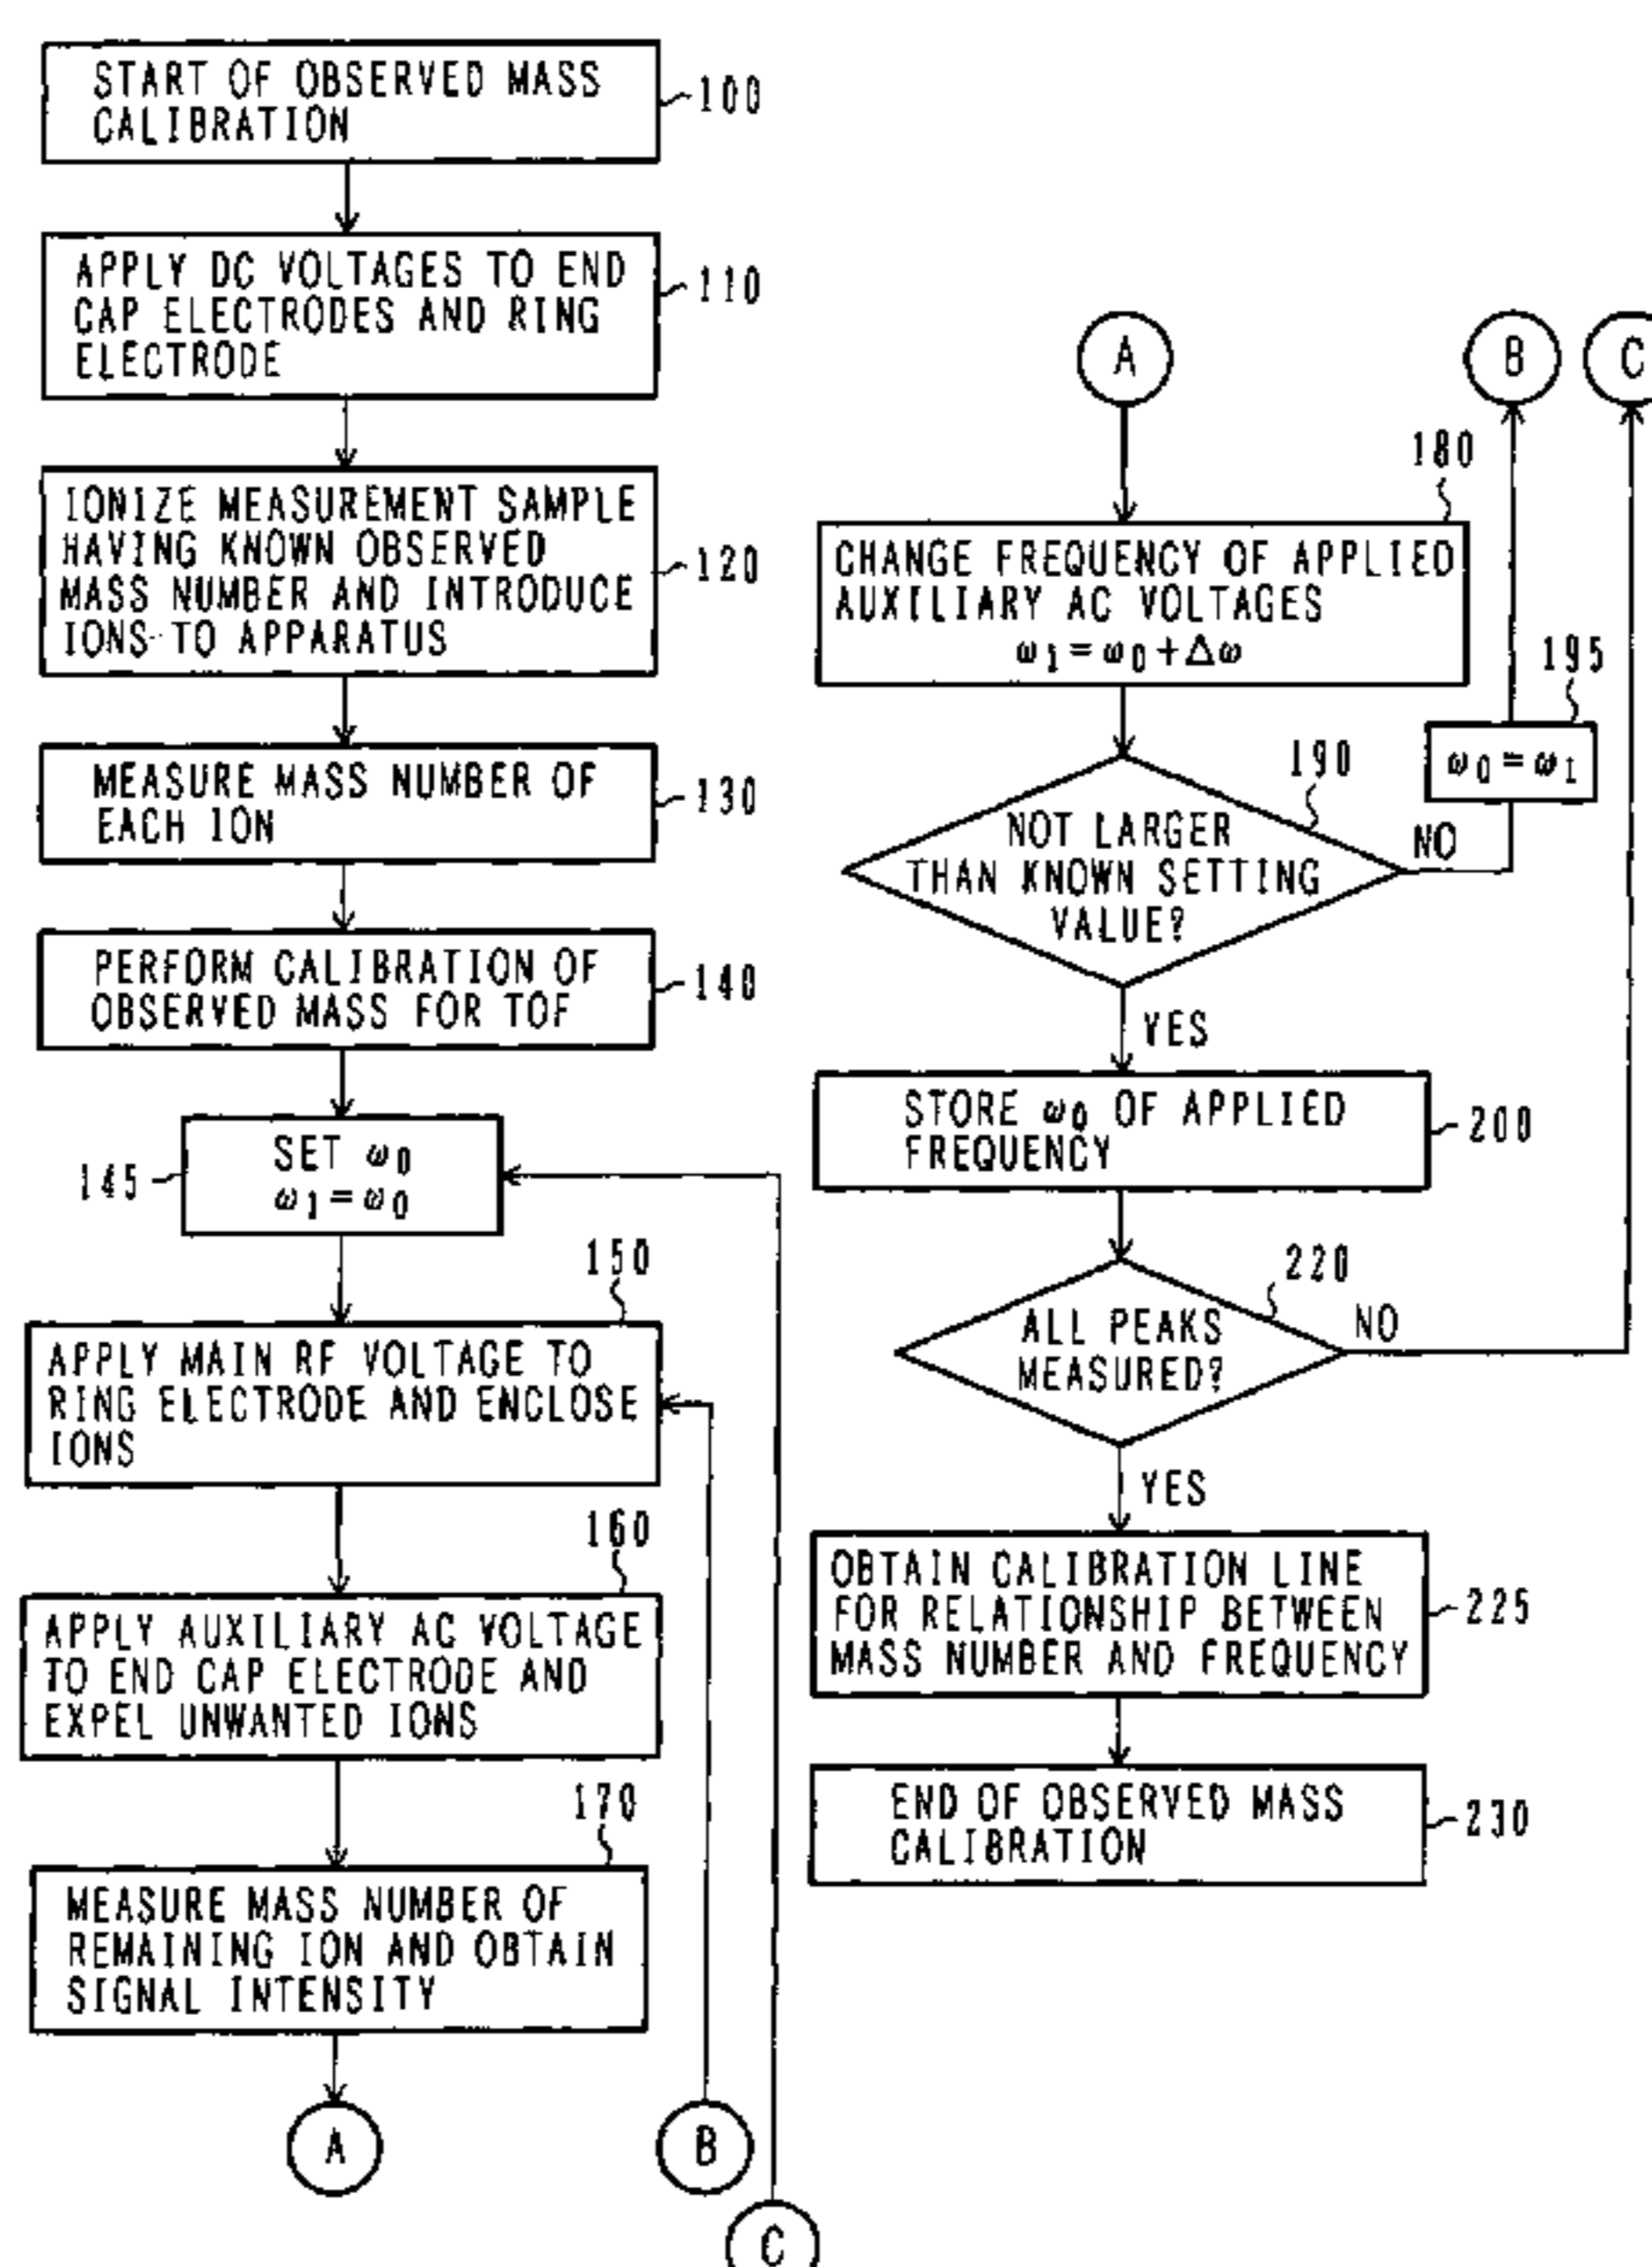 START OF OBSERVED MASS
CALIBRATION
100
APPLY DC VOLTAGES TO END
CAP ELECTRODES AND RING
ELECTRODE
110
IONIZE MEASUREMENT SAMPLE
HAVING KNOWN OBSERVED
MASS NUMBER AND INTRODUCE
IONS TO APPARATUS
120
MEASURE MASS NUMBER OF
EACH ION
130
PERFORM CALIBRATION OF
OBSERVED MASS FOR TOF
140
SET ω0
ω1=ω0
145
150
APPLY MAIN RF VOLTAGE TO
RING ELECTRODE AND ENCLOSE
IONS
160
APPLY AUXILIARY AC VOLTAGE
TO END CAP ELECTRODE AND
EXPEL UNWANTED IONS
170
MEASURE MASS NUMBER OF
REMAINING ION AND OBTAIN
SIGNAL INTENSITY
A
B
C
A
B
C
180
CHANGE FREQUENCY OF APPLIED
AUXILIARY AC VOLTAGES
ω1=ω0+Δω
195
ω0=ω1
190
NOT LARGER
THAN KNOWN SETTING
VALUE?
NO
YES
STORE ω0 OF APPLIED
FREQUENCY
200
220
ALL PEAKS
MEASURED?
NO
YES
OBTAIN CALIBRATION LINE
FOR RELATIONSHIP BETWEEN
MASS NUMBER AND FREQUENCY
225
END OF OBSERVED MASS
CALIBRATION
230